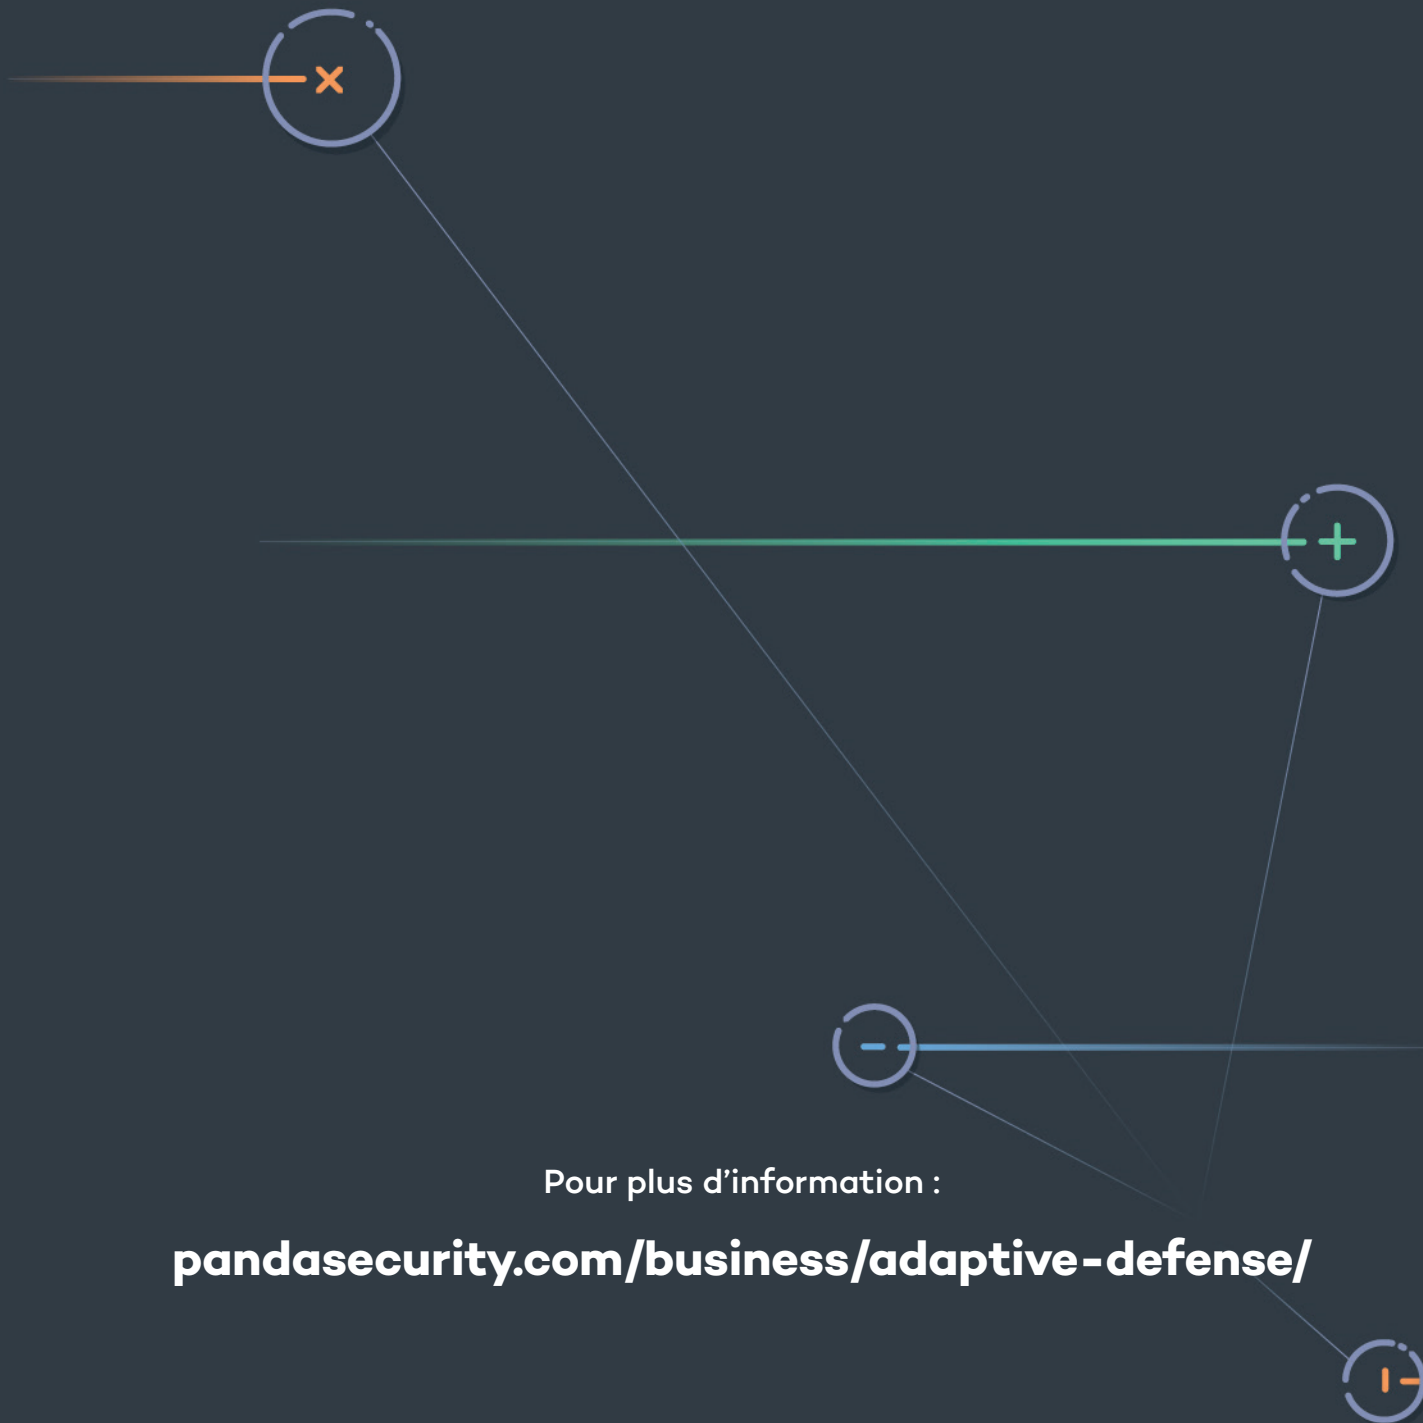 Pour plus d’information :
pandasecurity.com/business/adaptive-defense/